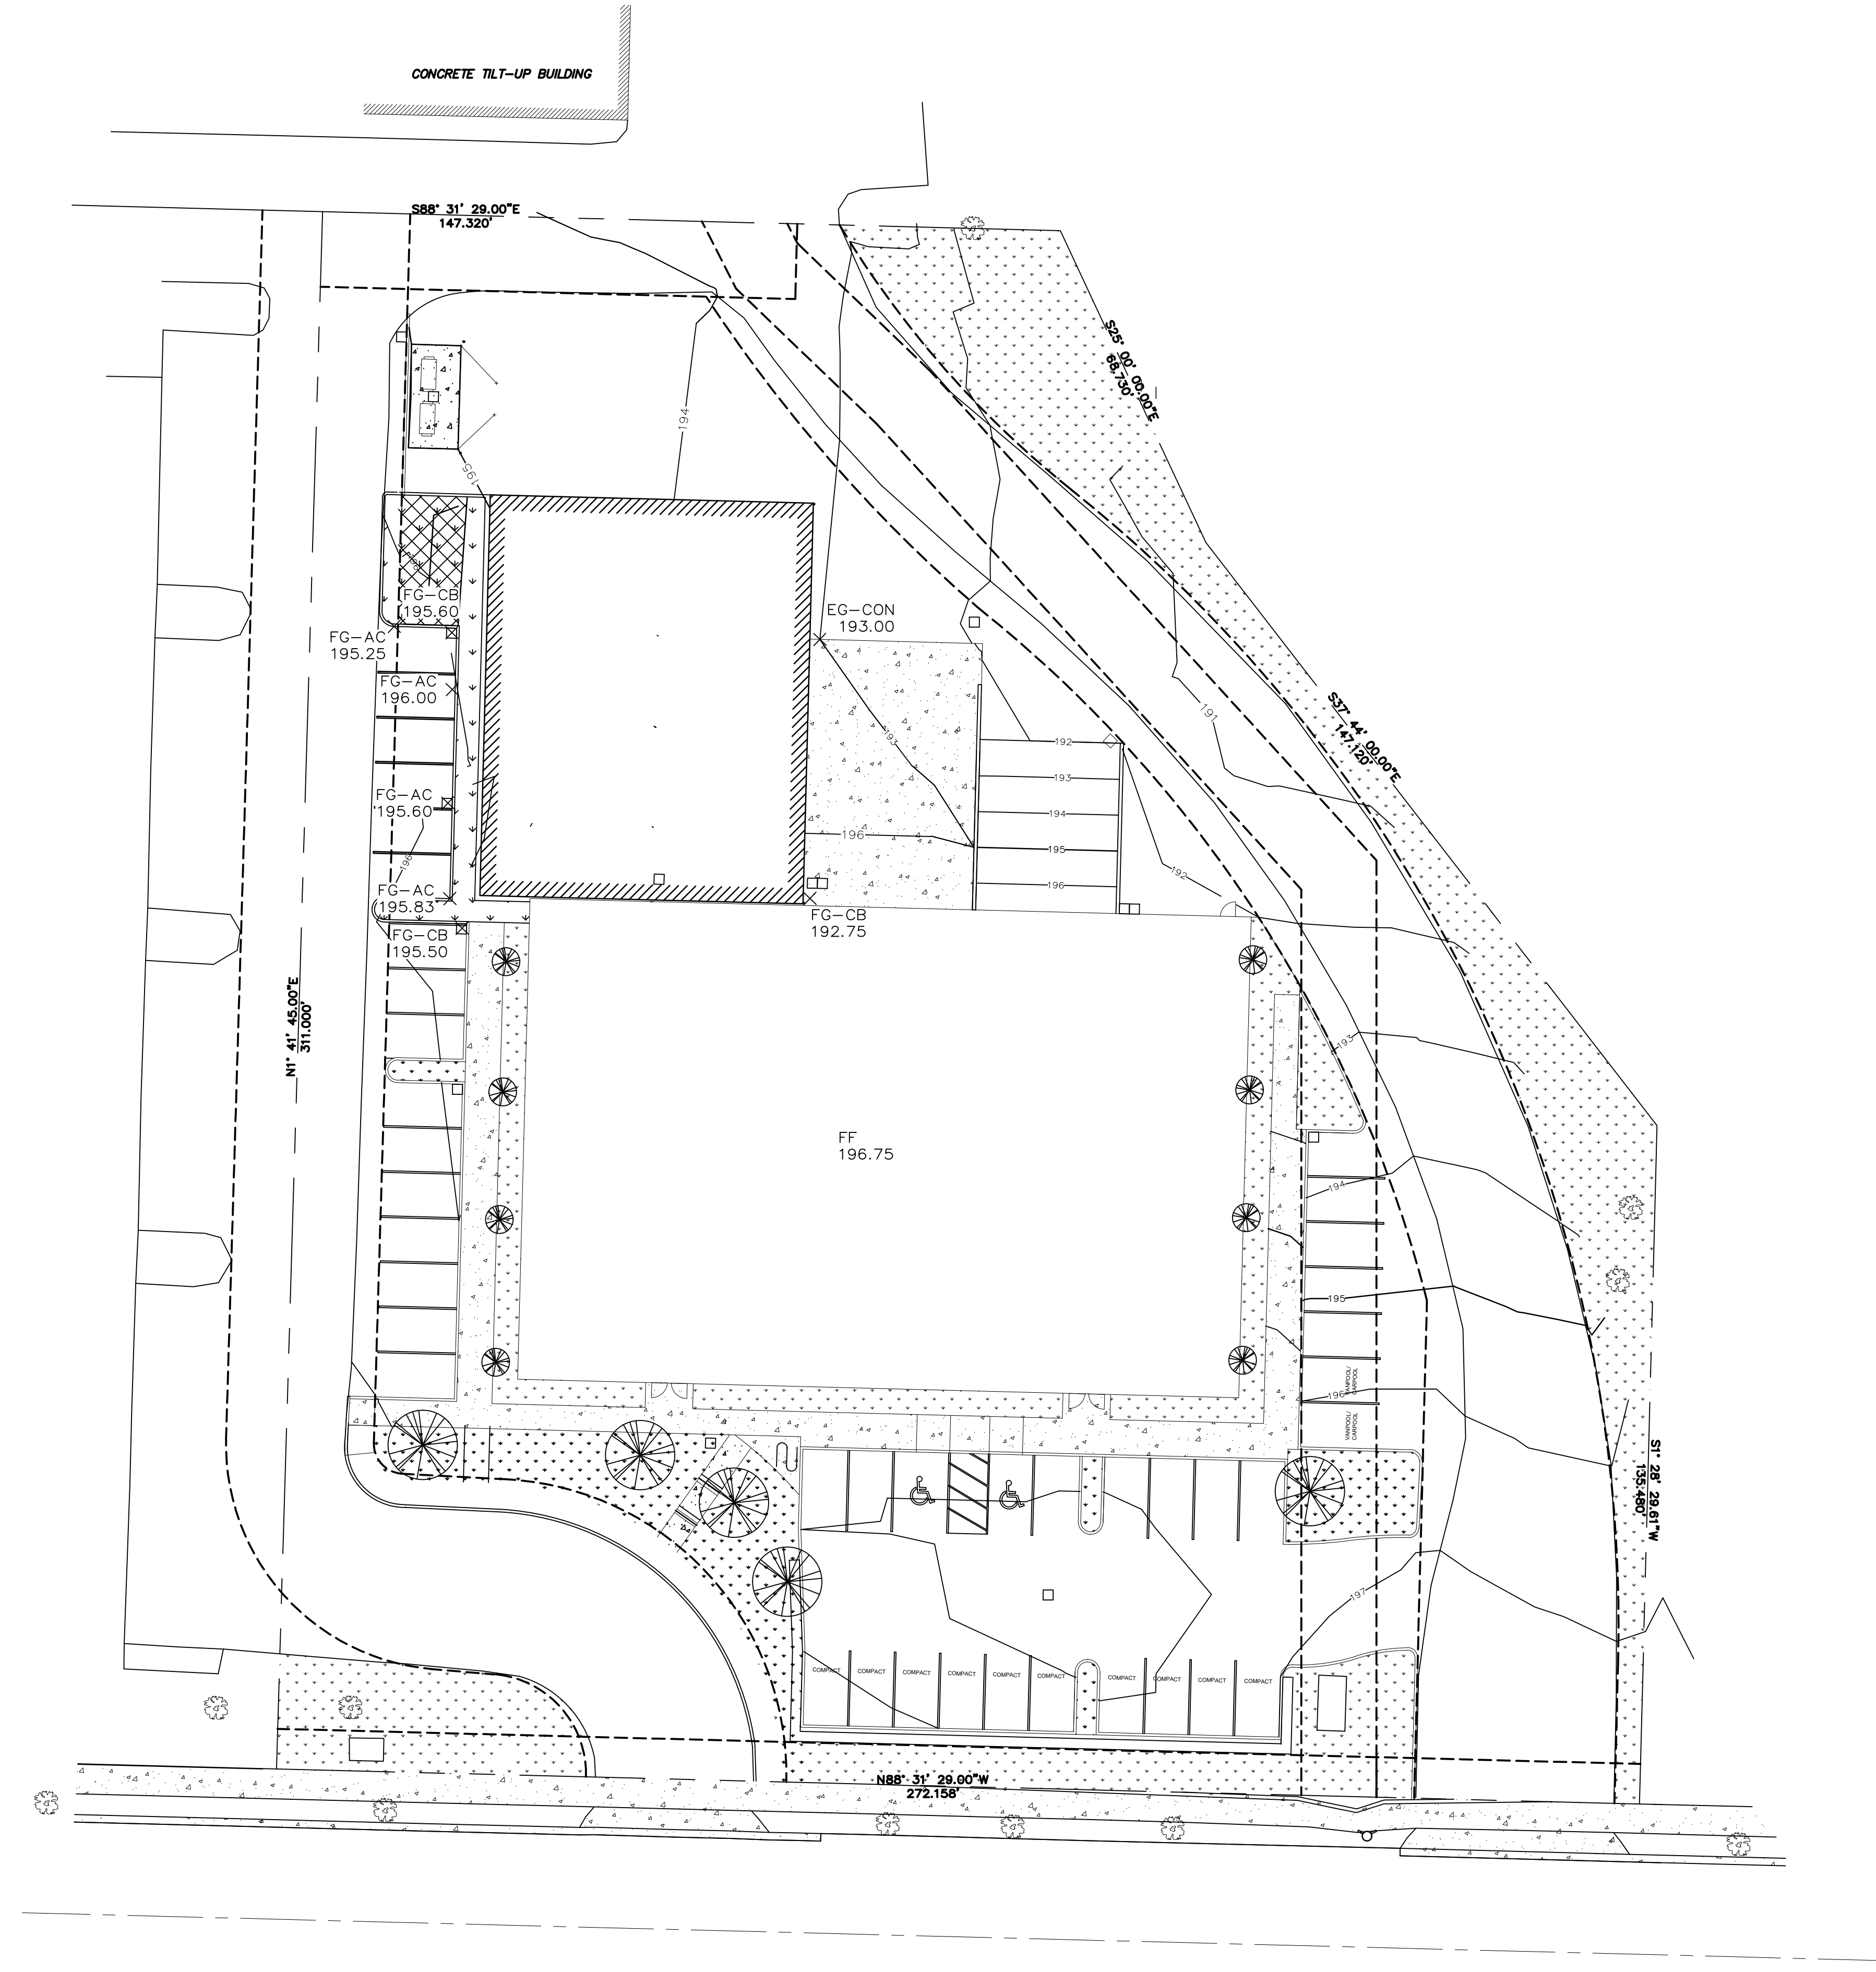 CONCRETE TILT-UP BUILDING
S88° 31' 29.00"E
147.320'
S25° 00' 00.00"E
68.730'
194
195
FG-CB
195.60
EG-CON
193.00
FG-AC
195.25
FG-AC
196.00
S37° 44' 00.00"E
147.120'
191
193
192
193
FG-AC
195.60
194
196
195
196
192
196
FG-AC
195.83
FG-CB
192.75
FG-CB
195.50
N1° 41' 45.00"E
311.000'
193
FF
196.75
194
195
VANPOOL/
CARPOOL
196
VANPOOL/
CARPOOL
S1° 28' 29.61"W
135.480'
197
COMPACT
COMPACT
COMPACT
COMPACT
COMPACT
COMPACT
COMPACT
COMPACT
COMPACT
COMPACT
N88° 31' 29.00"W
272.158'